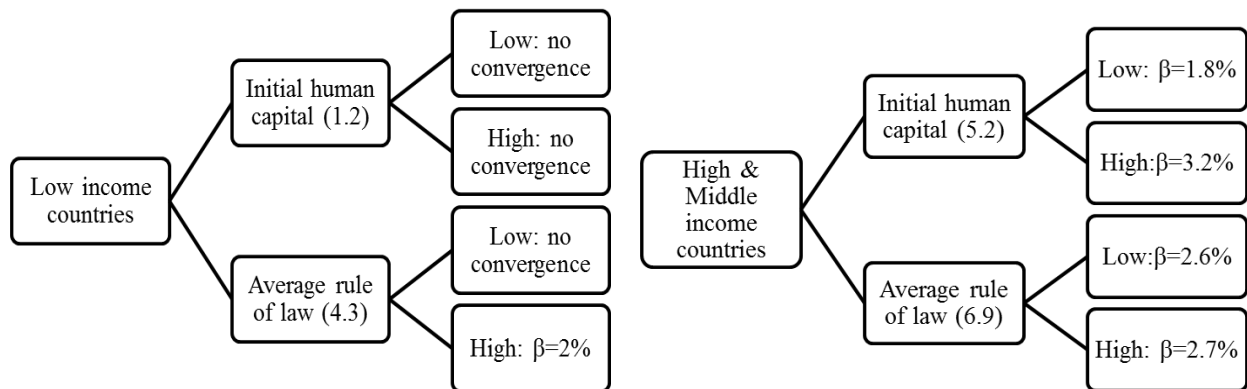 Low income
countries
Initial human
capital (1.2)
Low: no
convergence
High: no
convergence
Average rule
of law (4.3)
Low: no
convergence
High: β=2%
High &
Middle
income
countries
Initial human
capital (5.2)
Low: β=1.8%
High:β=3.2%
Average rule
of law (6.9)
Low:β=2.6%
High: β=2.7%